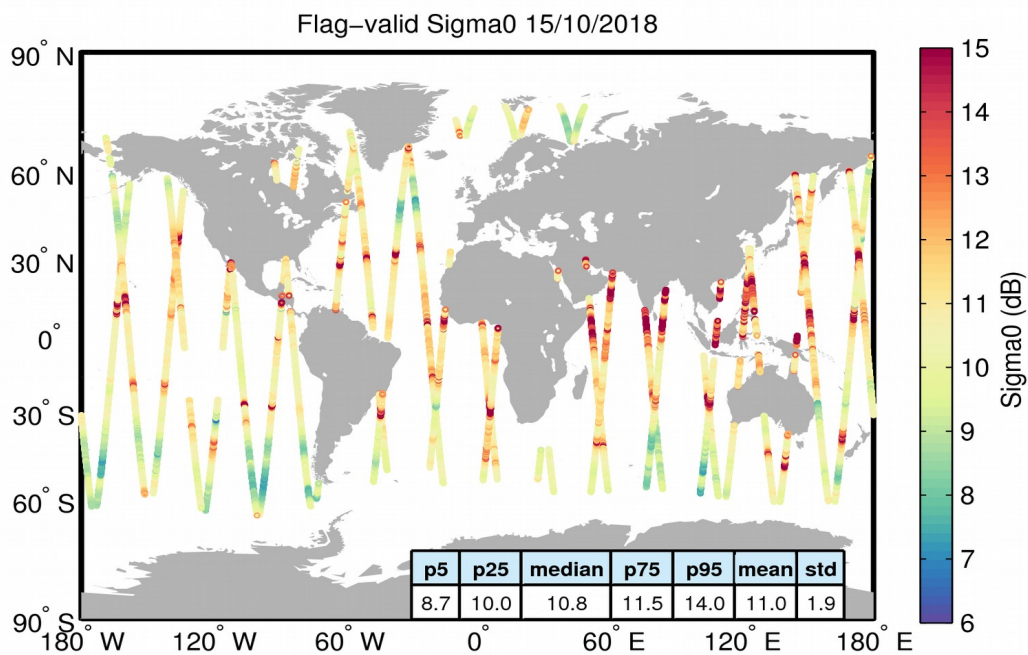 Flag−valid Sigma0 15/10/2018
90° N
60° N
30° N
0°
30° S
60° S
90° S
180° W
120° W
60° W
0°
60° E
120° E
180° E
15
14
13
12
11
10
9
8
7
6
Sigma0 (dB)
p5 p25 median p75 p95 mean std
8.7 10.0 10.8 11.5 14.0 11.0 1.9